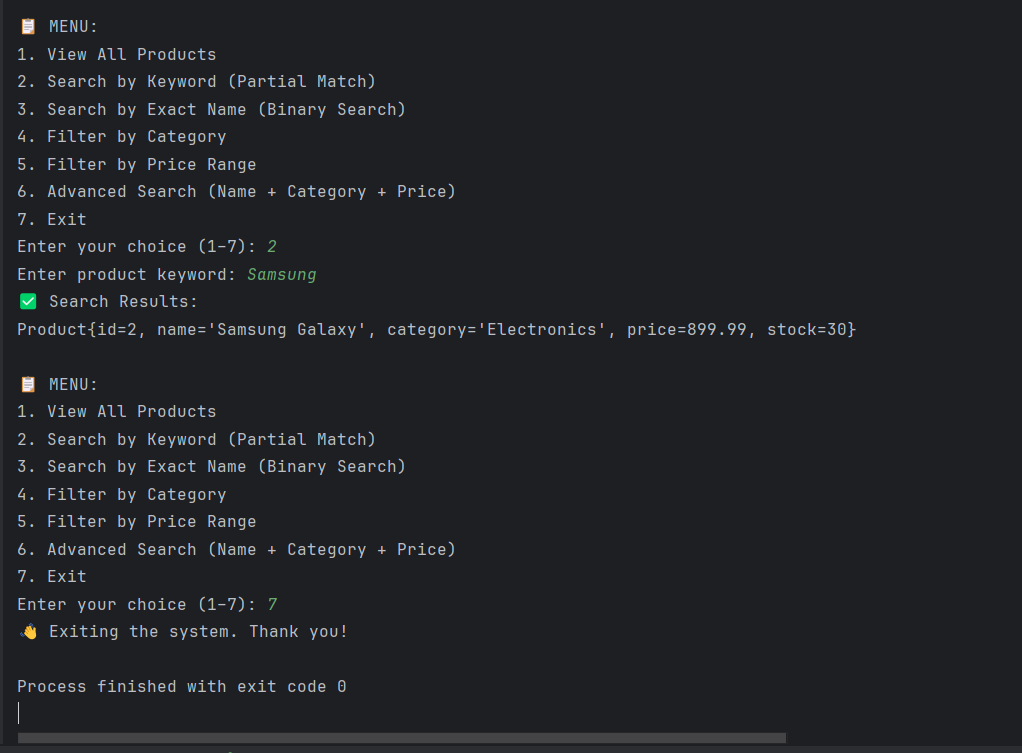 📋 MENU:
1. View All Products
2. Search by Keyword (Partial Match)
3. Search by Exact Name (Binary Search)
4. Filter by Category
5. Filter by Price Range
6. Advanced Search (Name + Category + Price)
7. Exit
Enter your choice (1-7): 2
Enter product keyword: Samsung
✅ Search Results:
Product{id=2, name='Samsung Galaxy', category='Electronics', price=899.99, stock=30}
📋 MENU:
1. View All Products
2. Search by Keyword (Partial Match)
3. Search by Exact Name (Binary Search)
4. Filter by Category
5. Filter by Price Range
6. Advanced Search (Name + Category + Price)
7. Exit
Enter your choice (1-7): 7
👋 Exiting the system. Thank you!
Process finished with exit code 0